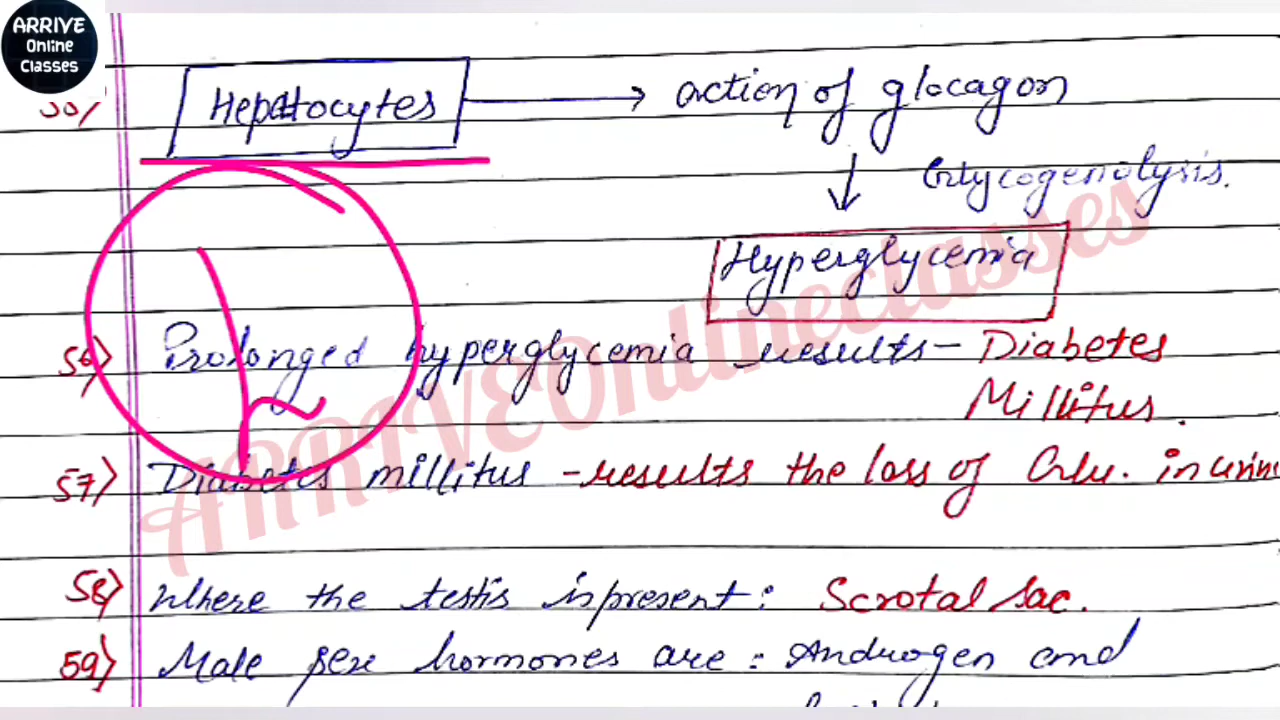 ARRIVE
Online
Classes
Hepatocytes → action of glocagon
↓ Glycogenolysis.
Hyperglycemia
56) Prolonged hyperglycemia results - Diabetes
Millitus.
57) Diabetes millitus - results the loss of Glu. in urine
58) Where the testis is present : Scrotal Sac.
59) Male sex hormones are : Androgen and
ARRIVEOnlineclasses